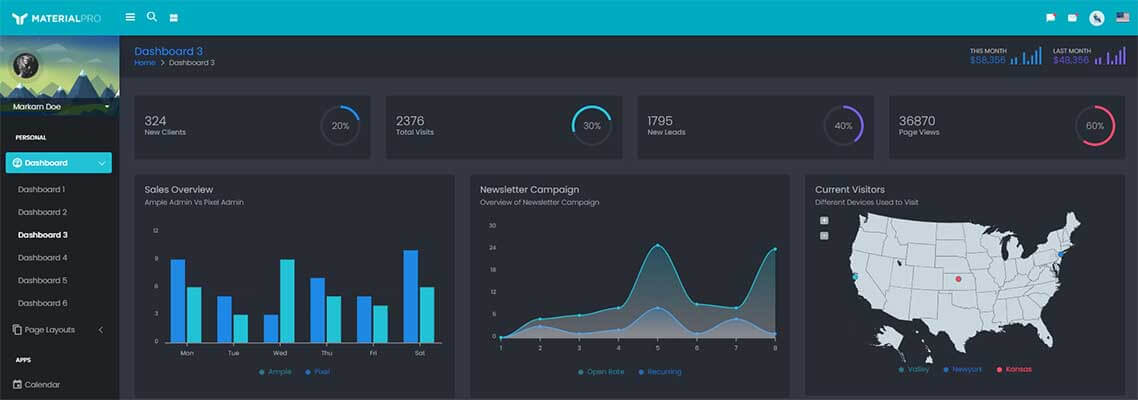 MATERIALPRO
Markarn Doe
PERSONAL
Dashboard
Dashboard 1
Dashboard 2
Dashboard 3
Dashboard 4
Dashboard 5
Dashboard 6
Page Layouts
APPS
Calendar
Dashboard 3
Home > Dashboard 3
THIS MONTH
$58,356
LAST MONTH
$48,356
324
New Clients
20%
2376
Total Visits
30%
1795
New Leads
40%
36870
Page Views
60%
Sales Overview
Ample Admin Vs Pixel Admin
12
9
6
3
0
Mon Tue Wed Thu Fri Sat
Ample Pixel
Newsletter Campaign
Overview of Newsletter Campaign
30
24
18
12
6
0
1 2 3 4 5 6 7 8
Open Rate Recurring
Current Visitors
Different Devices Used to Visit
+
-
Valley Newyork Kansas